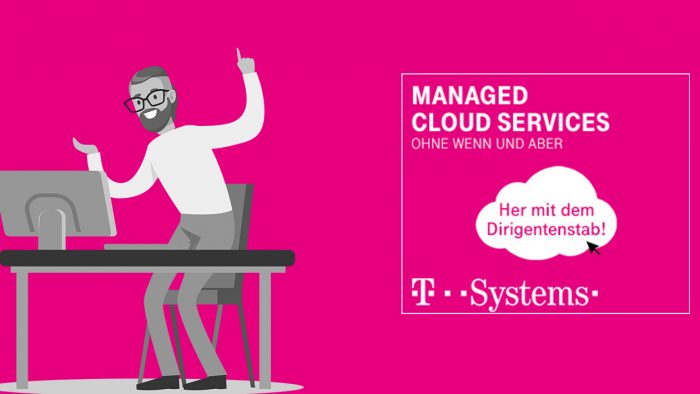 MANAGED
CLOUD SERVICES
OHNE WENN UND ABER
Her mit dem
Dirigentenstab!
T · · Systems ·